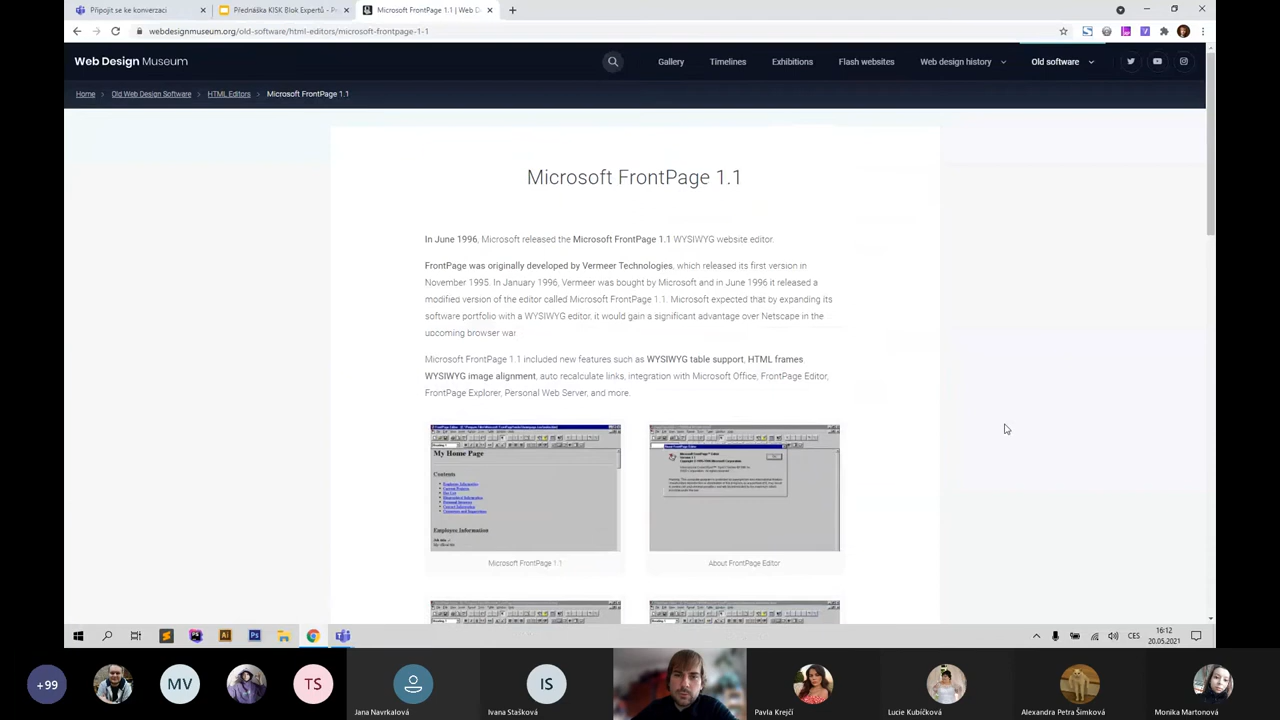 Připojit se ke konverzaci
Přednáška KISK Blok Expertů - P
Microsoft FrontPage 1.1 | Web D
webdesignmuseum.org/old-software/html-editors/microsoft-frontpage-1-1
Web Design Museum
Gallery
Timelines
Exhibitions
Flash websites
Web design history
Old software
Home > Old Web Design Software > HTML Editors > Microsoft FrontPage 1.1
Microsoft FrontPage 1.1
In June 1996, Microsoft released the Microsoft FrontPage 1.1 WYSIWYG website editor.
FrontPage was originally developed by Vermeer Technologies, which released its first version in
November 1995. In January 1996, Vermeer was bought by Microsoft and in June 1996 it released a
modified version of the editor called Microsoft FrontPage 1.1. Microsoft expected that by expanding its
software portfolio with a WYSIWYG editor, it would gain a significant advantage over Netscape in the
upcoming browser war.
Microsoft FrontPage 1.1 included new features such as WYSIWYG table support, HTML frames
WYSIWYG image alignment, auto recalculate links, integration with Microsoft Office, FrontPage Editor,
FrontPage Explorer, Personal Web Server, and more.
My Home Page
Contents
Employee Information
Microsoft FrontPage 1.1
About FrontPage Editor
CES
16:12
20.05.2021
+99
MV
TS
IS
Jana Navrkalová
Ivana Stašková
Pavla Krejčí
Lucie Kubíčková
Alexandra Petra Šimková
Monika Martonová